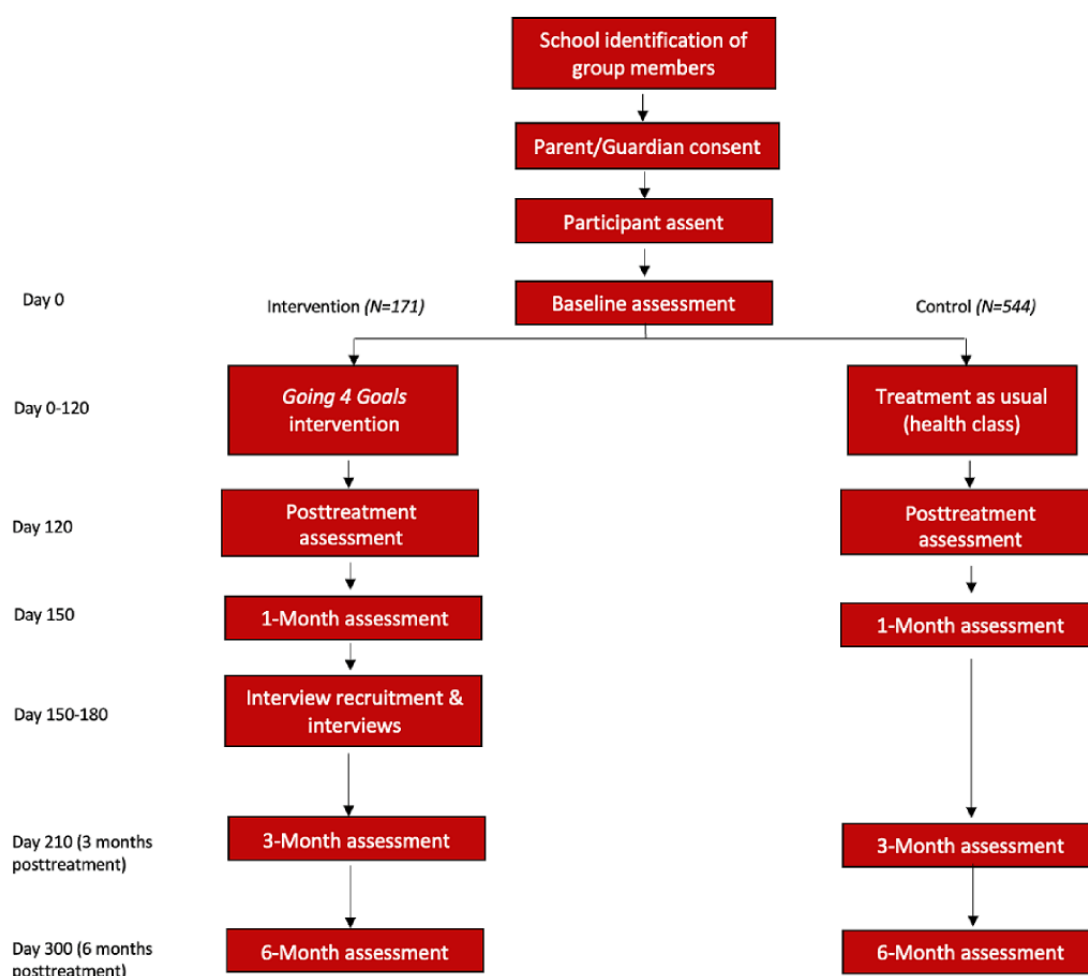 School identification of
group members
Parent/Guardian consent
Participant assent
Day 0
Intervention (N=171)
Baseline assessment
Control (N=544)
Day 0-120
Going 4 Goals
intervention
Treatment as usual
(health class)
Day 120
Posttreatment
assessment
Posttreatment
assessment
Day 150
1-Month assessment
1-Month assessment
Day 150-180
Interview recruitment &
interviews
Day 210 (3 months
posttreatment)
3-Month assessment
3-Month assessment
Day 300 (6 months
posttreatment)
6-Month assessment
6-Month assessment